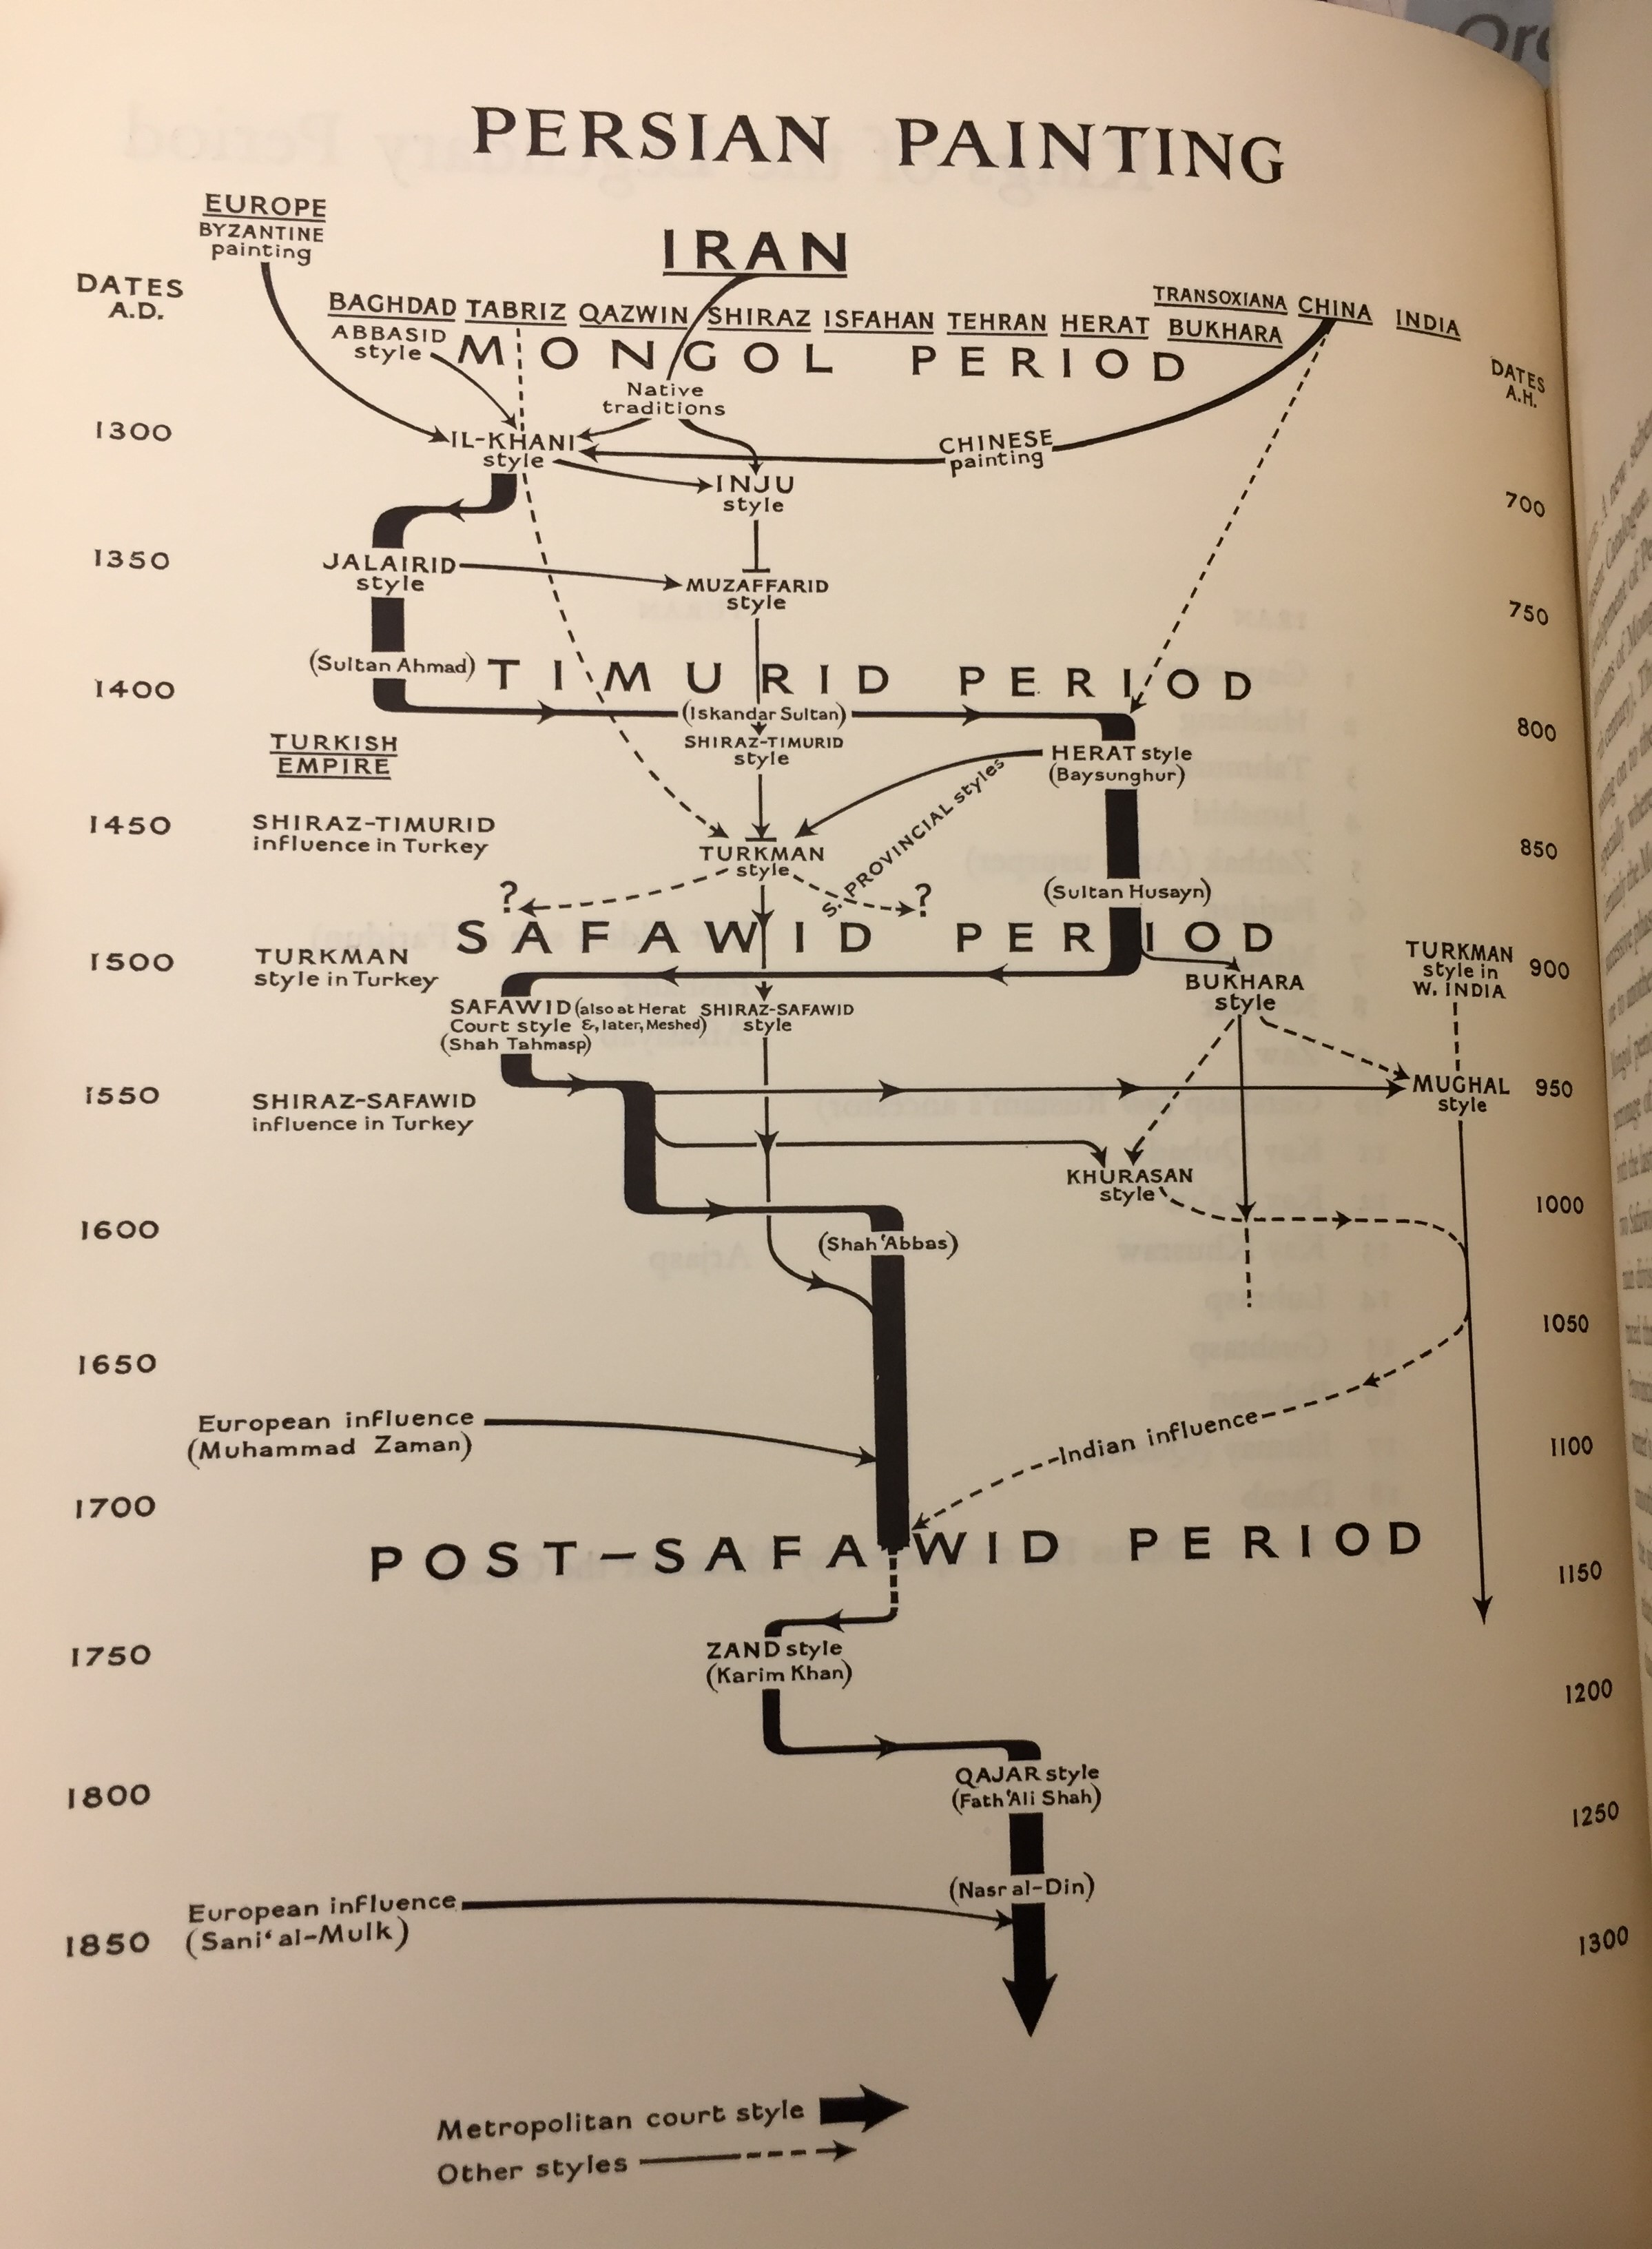 Oro
PERSIAN PAINTING
EUROPE
BYZANTINE
painting
IRAN
DATES
A.D.
BAGHDAD TABRIZ QAZWIN SHIRAZ ISFAHAN TEHRAN HERAT BUKHARA
TRANSOXIANA CHINA INDIA
ABBASID
style
MONGOL PERIOD
DATES
A.H.
Native
traditions
1300
IL-KHANI
style
CHINESE
painting
INJU
style
700
1350
JALAIRID
style
MUZAFFARID
style
750
(Sultan Ahmad)
TIMURID PERIOD
1400
(Iskandar Sultan)
800
TURKISH
EMPIRE
SHIRAZ-TIMURID
style
HERAT style
(Baysunghur)
S. PROVINCIAL styles
1450
SHIRAZ-TIMURID
influence in Turkey
TURKMAN
style
850
?
?
(Sultan Husayn)
SAFAWID PERIOD
1500
TURKMAN
style in Turkey
TURKMAN
style in
W. INDIA
900
BUKHARA
style
SAFAWID (also at Herat
Court style &, later, Meshed)
(Shah Tahmasp)
SHIRAZ-SAFAWID
style
1550
SHIRAZ-SAFAWID
influence in Turkey
MUGHAL
style
950
KHURASAN
style
1000
1600
(Shah ‘Abbas)
1050
1650
European influence
(Muhammad Zaman)
Indian influence
1100
1700
POST-SAFAWID PERIOD
1150
1750
ZAND style
(Karim Khan)
1200
1800
QAJAR style
(Fath ‘Ali Shah)
1250
(Nasr al-Din)
European influence
(Sani‘ al-Mulk)
1850
1300
Metropolitan court style
Other styles